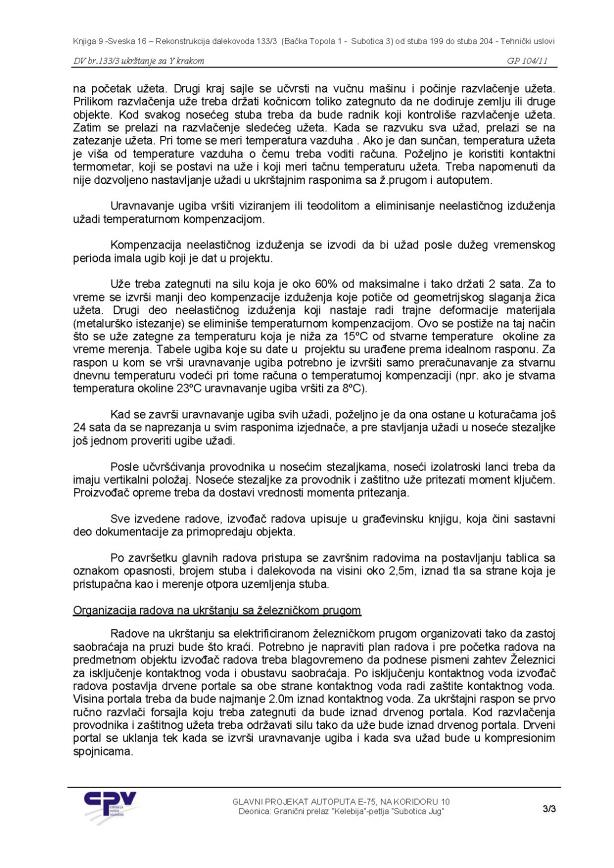 Knjiga 9 -Sveska 16 – Rekonstrukcija dalekovoda 133/3 (Bačka Topola 1 - Subotica 3) od stuba 199 do stuba 204 - Tehnički uslovi
DV br.133/3 ukrštanje sa Y krakom GP 104/11
na početak užeta. Drugi kraj sajle se učvrsti na vučnu mašinu i počinje razvlačenje užeta.
Prilikom razvlačenja uže treba držati kočnicom toliko zategnuto da ne dodiruje zemlju ili druge
objekte. Kod svakog nosećeg stuba treba da bude radnik koji kontroliše razvlačenje užeta.
Zatim se prelazi na razvlačenje sledećeg užeta. Kada se razvuku sva užad, prelazi se na
zatezanje užeta. Pri tome se meri temperatura vazduha . Ako je dan sunčan, temperatura užeta
je viša od temperature vazduha o čemu treba voditi računa. Poželjno je koristiti kontaktni
termometar, koji se postavi na uže i koji meri tačnu temperaturu užeta. Treba napomenuti da
nije dozvoljeno nastavljanje užadi u ukrštajnim rasponima sa ž.prugom i autoputem.
Uravnavanje ugiba vršiti viziranjem ili teodolitom a eliminisanje neelastičnog izduženja
užadi temperaturnom kompenzacijom.
Kompenzacija neelastičnog izduženja se izvodi da bi užad posle dužeg vremenskog
perioda imala ugib koji je dat u projektu.
Uže treba zategnuti na silu koja je oko 60% od maksimalne i tako držati 2 sata. Za to
vreme se izvrši manji deo kompenzacije izduženja koje potiče od geometrijskog slaganja žica
užeta. Drugi deo neelastičnog izduženja koji nastaje radi trajne deformacije materijala
(metalurško istezanje) se eliminiše temperaturnom kompenzacijom. Ovo se postiže na taj način
što se uže zategne za temperaturu koja je niža za 15ºC od stvarne temperature okoline za
vreme merenja. Tabele ugiba koje su date u projektu su urađene prema idealnom rasponu. Za
raspon u kom se vrši uravnavanje ugiba potrebno je izvršiti samo preračunavanje za stvarnu
dnevnu temperaturu vodeći pri tome računa o temperaturnoj kompenzaciji (npr. ako je stvarna
temperatura okoline 23ºC uravnavanje ugiba vršiti za 8ºC).
Kad se završi uravnavanje ugiba svih užadi, poželjno je da ona ostane u koturačama još
24 sata da se naprezanja u svim rasponima izjednače, a pre stavljanja užadi u noseće stezaljke
još jednom proveriti ugibe užadi.
Posle učvršćivanja provodnika u nosećim stezaljkama, noseći izolatroski lanci treba da
imaju vertikalni položaj. Noseće stezaljke za provodnik i zaštitno uže pritezati moment ključem.
Proizvođač opreme treba da dostavi vrednosti momenta pritezanja.
Sve izvedene radove, izvođač radova upisuje u građevinsku knjigu, koja čini sastavni
deo dokumentacije za primopredaju objekta.
Po završetku glavnih radova pristupa se završnim radovima na postavljanju tablica sa
oznakom opasnosti, brojem stuba i dalekovoda na visini oko 2,5m, iznad tla sa strane koja je
pristupačna kao i merenje otpora uzemljenja stuba.
Organizacija radova na ukrštanju sa železničkom prugom
Radove na ukrštanju sa elektrificiranom železničkom prugom organizovati tako da zastoj
saobraćaja na pruzi bude što kraći. Potrebno je napraviti plan radova i pre početka radova na
predmetnom objektu izvođač radova treba blagovremeno da podnese pismeni zahtev Železnici
za isključenje kontaktnog voda i obustavu saobraćaja. Po isključenju kontaktnog voda izvođač
radova postavlja drvene portale sa obe strane kontaktnog voda radi zaštite kontaktnog voda.
Visina portala treba da bude najmanje 2.0m iznad kontaktnog voda. Za ukrštajni raspon se prvo
ručno razvlači forsajla koju treba zategnuti da bude iznad drvenog portala. Kod razvlačenja
provodnika i zaštitnog užeta treba održavati silu tako da uže bude iznad drvenog portala. Drveni
portal se uklanja tek kada se izvrši uravnavanje ugiba i kada sva užad bude u kompresionim
spojnicama.
CPV
GLAVNI PROJEKAT AUTOPUTA E-75, NA KORIDORU 10
Deonica: Granični prelaz "Kelebija"-petlja "Subotica Jug"
3/3